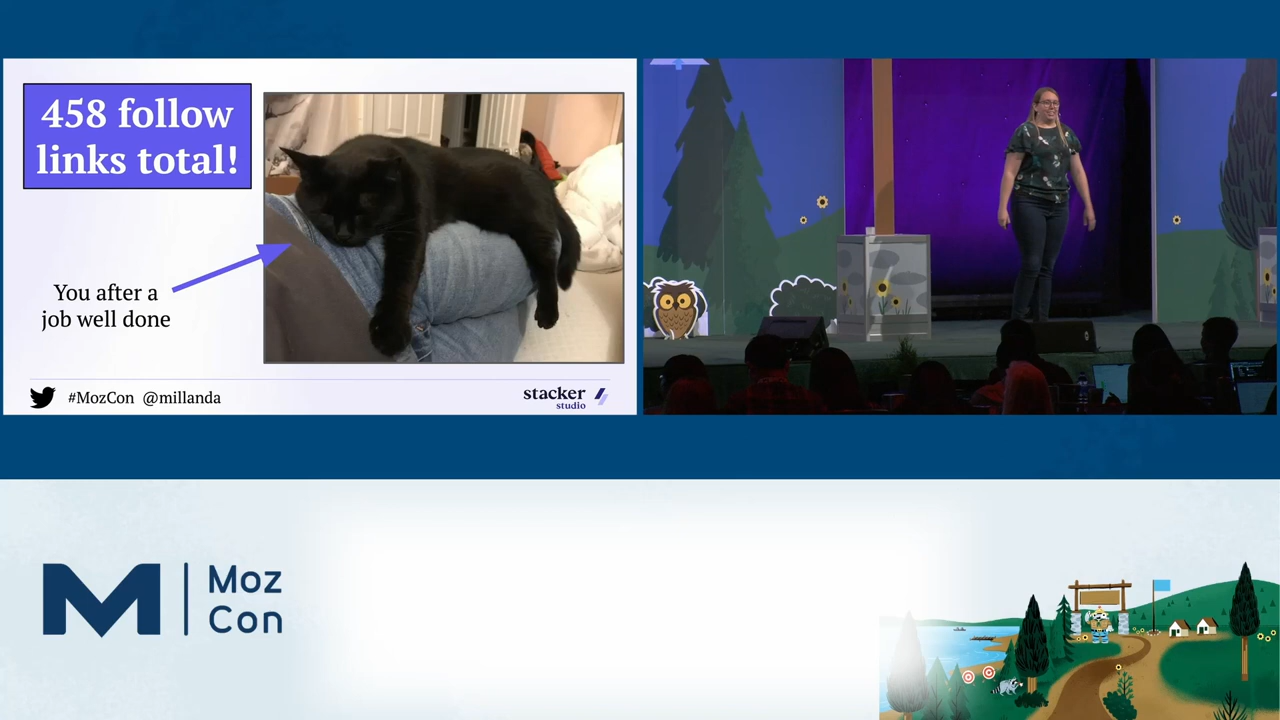 458 follow
links total!
You after a
job well done
#MozCon @millanda
stacker
studio
M
Moz
Con